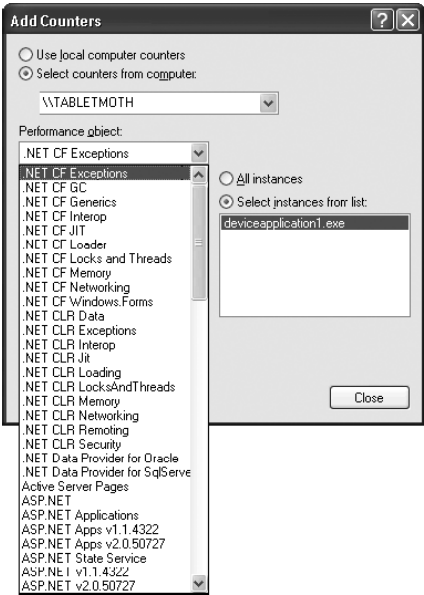 Add Counters
Use local computer counters
Select counters from computer:
\\TABLETMOTH
Performance object:
.NET CF Exceptions
.NET CF Exceptions
.NET CF GC
.NET CF Generics
.NET CF Interop
.NET CF JIT
.NET CF Loader
.NET CF Locks and Threads
.NET CF Memory
.NET CF Networking
.NET CF Windows.Forms
.NET CLR Data
.NET CLR Exceptions
.NET CLR Interop
.NET CLR Jit
.NET CLR Loading
.NET CLR LocksAndThreads
.NET CLR Memory
.NET CLR Networking
.NET CLR Remoting
.NET CLR Security
.NET Data Provider for Oracle
.NET Data Provider for SqlServe
Active Server Pages
ASP.NET
ASP.NET Applications
ASP.NET Apps v1.1.4322
ASP.NET Apps v2.0.50727
ASP.NET State Service
ASP.NET v1.1.4322
ASP.NET v2.0.50727
All instances
Select instances from list:
deviceapplication1.exe
Close